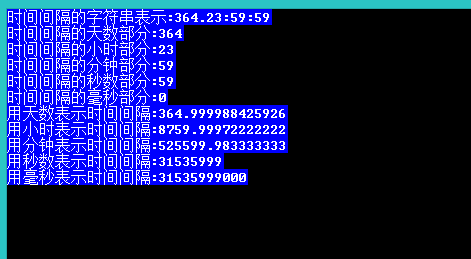 时间间隔的字符串表示:364.23:59:59
时间间隔的天数部分:364
时间间隔的小时部分:23
时间间隔的分钟部分:59
时间间隔的秒数部分:59
时间间隔的毫秒部分:0
用天数表示时间间隔:364.999988425926
用小时表示时间间隔:8759.99972222222
用分钟表示时间间隔:525599.983333333
用秒数表示时间间隔:31535999
用毫秒表示时间间隔:31535999000